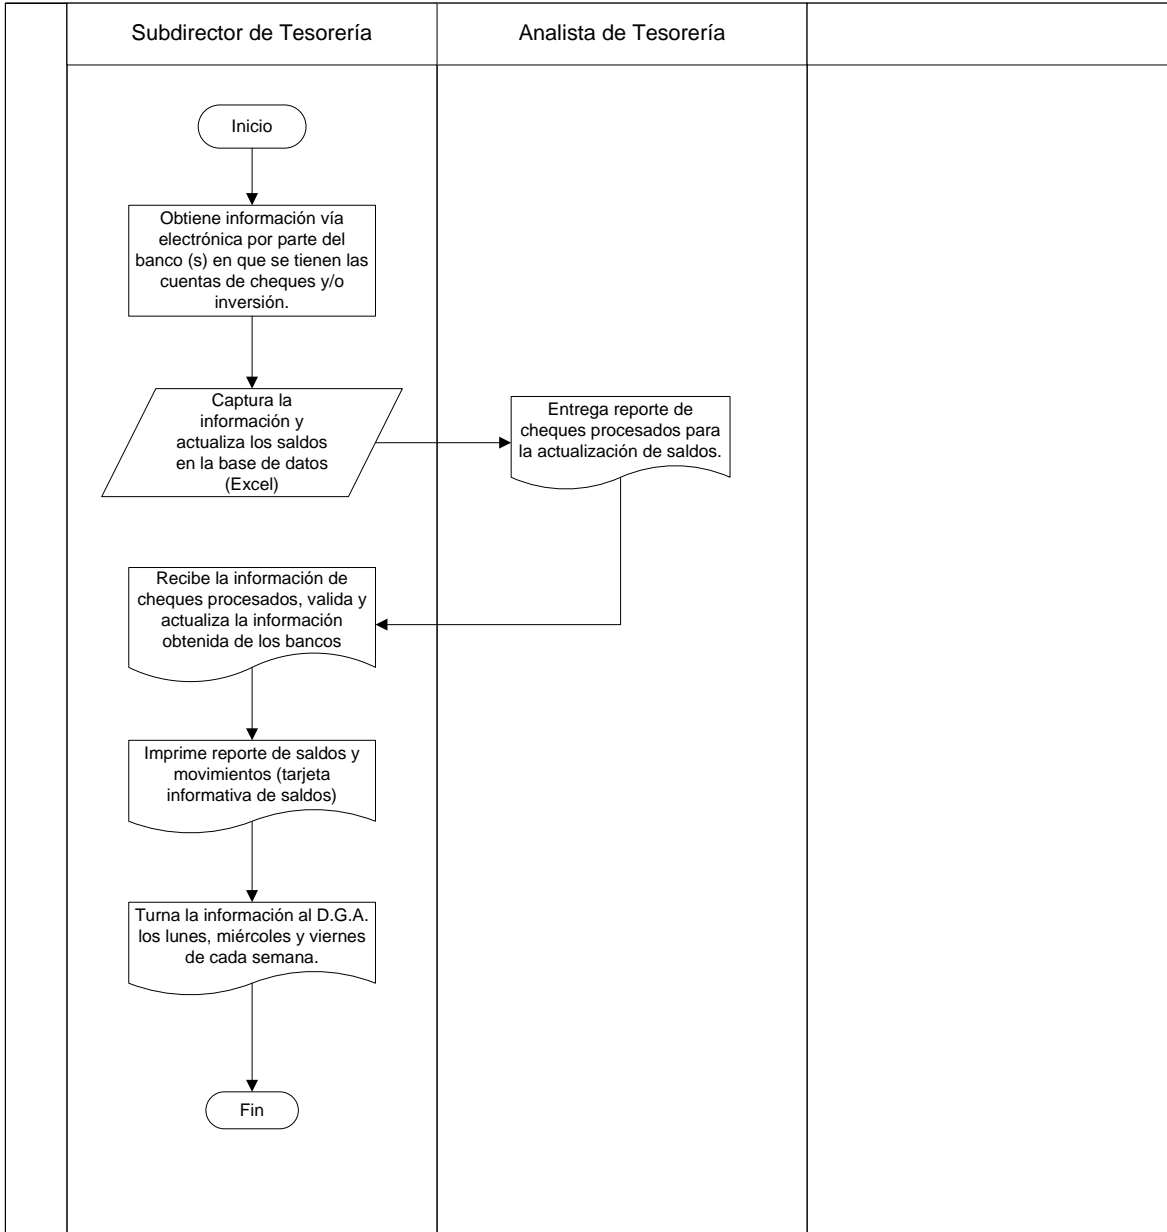 Subdirector de Tesorería
Analista de Tesorería
Inicio
Obtiene información vía
electrónica por parte del
banco (s) en que se tienen las
cuentas de cheques y/o
inversión.
Captura la
información y
actualiza los saldos
en la base de datos
(Excel)
Entrega reporte de
cheques procesados para
la actualización de saldos.
Recibe la información de
cheques procesados, valida y
actualiza la información
obtenida de los bancos
Imprime reporte de saldos y
movimientos (tarjeta
informativa de saldos)
Turna la información al D.G.A.
los lunes, miércoles y viernes
de cada semana.
Fin